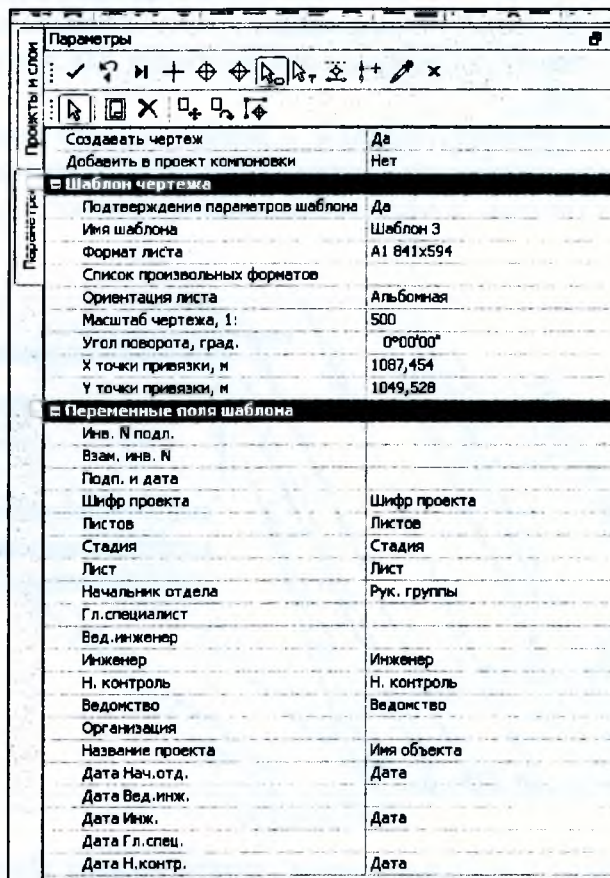 Параметры
Проекты и слои
Параметры
Создавать чертеж Да
Добавить в проект компоновки Нет
Шаблон чертежа
Подтверждение параметров шаблона Да
Имя шаблона Шаблон 3
Формат листа А1 841x594
Список произвольных форматов
Ориентация листа Альбомная
Масштаб чертежа, 1: 500
Угол поворота, град. 0°00'00"
X точки привязки, м 1087,454
Y точки привязки, м 1049,528
Переменные поля шаблона
Инв. N подл.
Взам. инв. N
Подп. и дата
Шифр проекта Шифр проекта
Листов Листов
Стадия Стадия
Лист Лист
Начальник отдела Рук. группы
Гл.специалист
Вед.инженер
Инженер Инженер
Н. контроль Н. контроль
Ведомство Ведомство
Организация
Название проекта Имя объекта
Дата Нач.отд. Дата
Дата Вед.инж.
Дата Инж. Дата
Дата Гл.спец.
Дата Н.контр. Дата